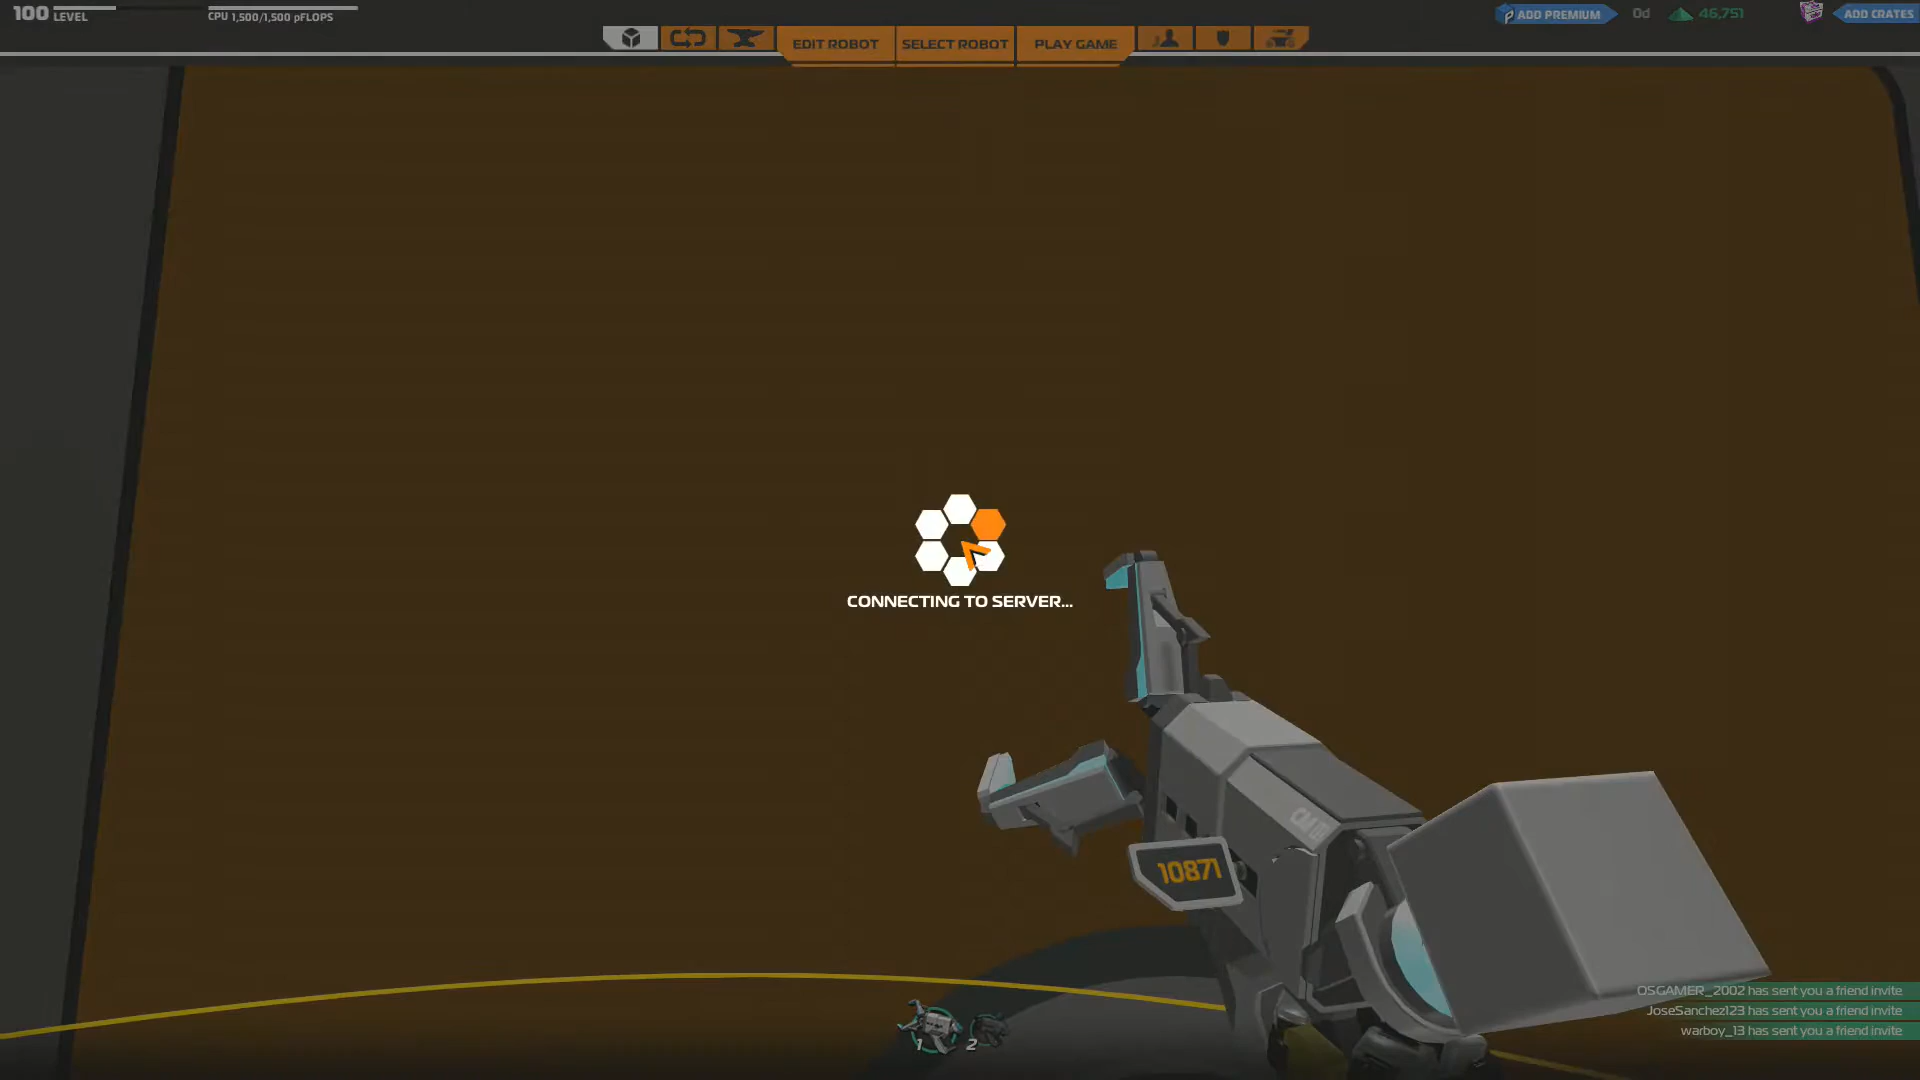 100 LEVEL
CPU 1,500/1,500 pFLOPS
EDIT ROBOT
SELECT ROBOT
PLAY GAME
ADD PREMIUM
0d
46,751
ADD CRATES
CONNECTING TO SERVER...
CM 01
10871
OSGAMER_2002 has sent you a friend invite
JoseSanchez123 has sent you a friend invite
warboy_13 has sent you a friend invite
1
2